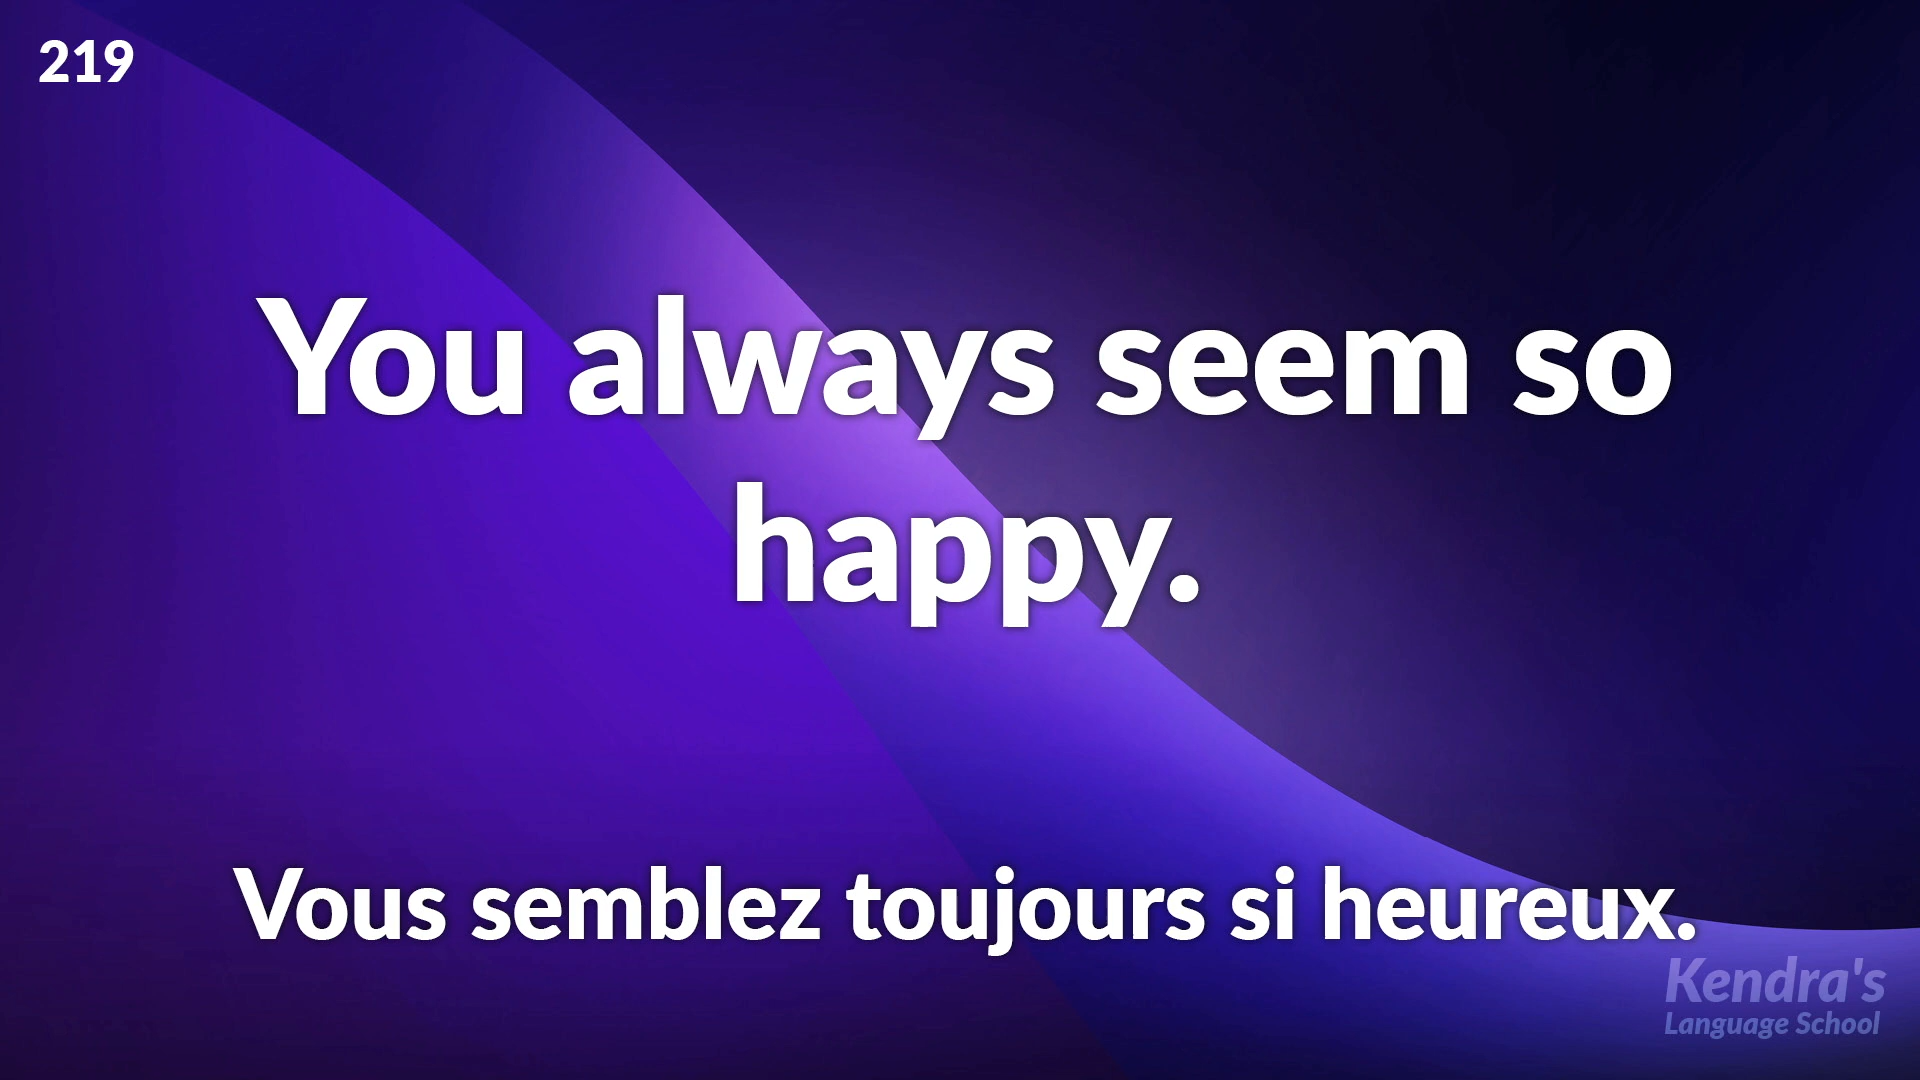 219
You always seem so
happy.
Vous semblez toujours si heureux.
Kendra's
Language School